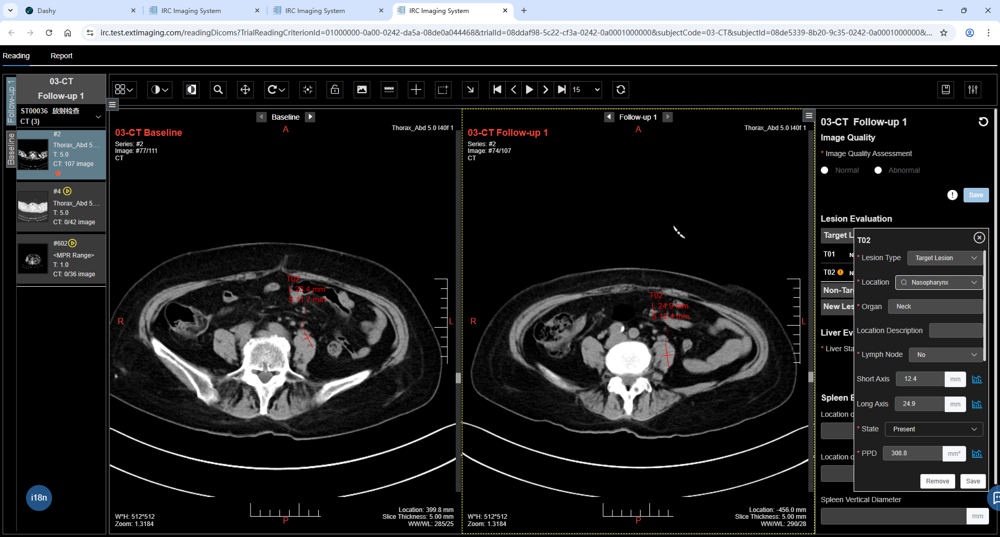 Dashy
IRC Imaging System
IRC Imaging System
IRC Imaging System
irc.test.extimaging.com/readingDicoms?TrialReadingCriterionId=01000000-0a00-0242-da5a-08de0a044468&trialId=08ddaf98-5c22-cf3a-0242-0a0001000000&subjectCode=03-CT&subjectId=08de5339-8b20-9c35-0242-0a0001000000&...
Reading
Report
Follow-up 1
Baseline
03-CT
Follow-up 1
ST00036 放射检查
CT (3)
#2
Thorax_Abd 5....
T: 5.0
CT: 107 image
#4
Thorax_Abd 5....
T: 5.0
CT: 0/42 image
#602
<MPR Range>
T: 1.0
CT: 0/36 image
i18n
15
Baseline
A
03-CT Baseline
Series: #2
Image: #77/111
CT
Thorax_Abd 5.0 I40f 1
T02
L 23.4 mm
S 11.7 mm
R
L
P
W*H: 512*512
Zoom: 1.3184
Location: 399.8 mm
Slice Thickness: 5.00 mm
WW/WL: 285/25
Follow-up 1
A
03-CT Follow-up 1
Series: #2
Image: #74/107
CT
Thorax_Abd 5.0 I40f 1
T02
L 24.9 mm
S 12.4 mm
R
L
P
W*H: 512*512
Zoom: 1.3184
Location: -456.0 mm
Slice Thickness: 5.00 mm
WW/WL: 290/28
03-CT Follow-up 1
Image Quality
* Image Quality Assessment
Normal
Abnormal
Save
Lesion Evaluation
Target L
T01 N
T02 N
Non-Tar
New Les
Liver Ev
* Liver Sta
Spleen E
Location o
Location o
Spleen Vertical Diameter
mm
T02
* Lesion Type Target Lesion
* Location Nasopharynx
* Organ Neck
Location Description
* Lymph Node No
Short Axis 12.4 mm
Long Axis 24.9 mm
* State Present
* PPD 308.8 mm²
Remove
Save